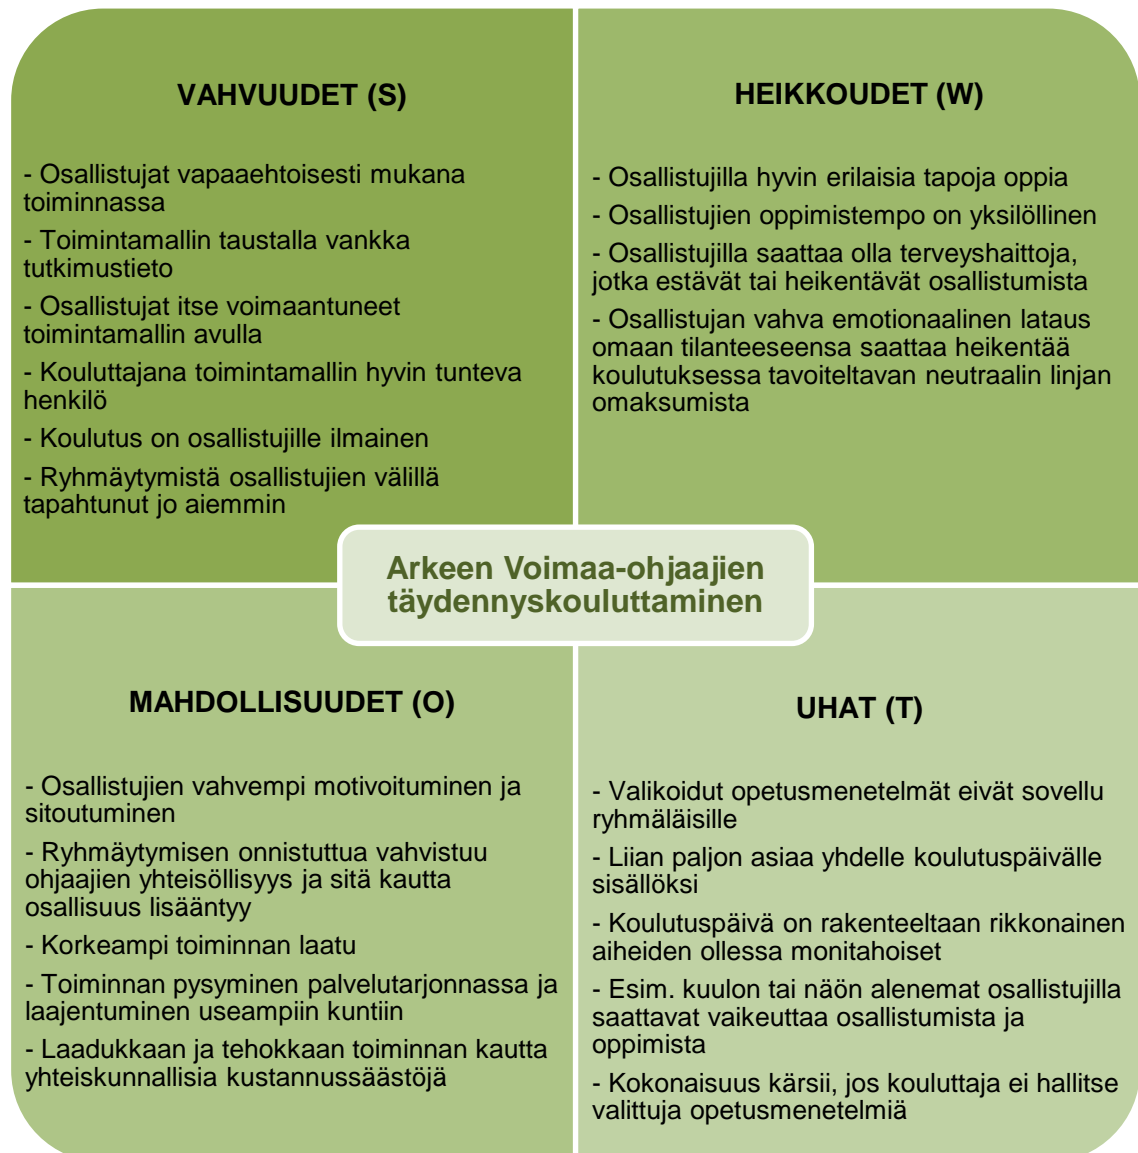 VAHVUUDET (S)
- Osallistujat vapaaehtoisesti mukana
toiminnassa
- Toimintamallin taustalla vankka
tutkimustieto
- Osallistujat itse voimaantuneet
toimintamallin avulla
- Kouluttajana toimintamallin hyvin tunteva
henkilö
- Koulutus on osallistujille ilmainen
- Ryhmäytymistä osallistujien välillä
tapahtunut jo aiemmin
HEIKKOUDET (W)
- Osallistujilla hyvin erilaisia tapoja oppia
- Osallistujien oppimistempo on yksilöllinen
- Osallistujilla saattaa olla terveyshaittoja,
jotka estävät tai heikentävät osallistumista
- Osallistujan vahva emotionaalinen lataus
omaan tilanteeseensa saattaa heikentää
koulutuksessa tavoiteltavan neutraalin linjan
omaksumista
Arkeen Voimaa-ohjaajien
täydennyskouluttaminen
MAHDOLLISUUDET (O)
- Osallistujien vahvempi motivoituminen ja
sitoutuminen
- Ryhmäytymisen onnistuttua vahvistuu
ohjaajien yhteisöllisyys ja sitä kautta
osallisuus lisääntyy
- Korkeampi toiminnan laatu
- Toiminnan pysyminen palvelutarjonnassa ja
laajentuminen useampiin kuntiin
- Laadukkaan ja tehokkaan toiminnan kautta
yhteiskunnallisia kustannussäästöjä
UHAT (T)
- Valikoidut opetusmenetelmät eivät sovellu
ryhmäläisille
- Liian paljon asiaa yhdelle koulutuspäivälle
sisällöksi
- Koulutuspäivä on rakenteeltaan rikkonainen
aiheiden ollessa monitahoiset
- Esim. kuulon tai näön alenemat osallistujilla
saattavat vaikeuttaa osallistumista ja
oppimista
- Kokonaisuus kärsii, jos kouluttaja ei hallitse
valittuja opetusmenetelmiä